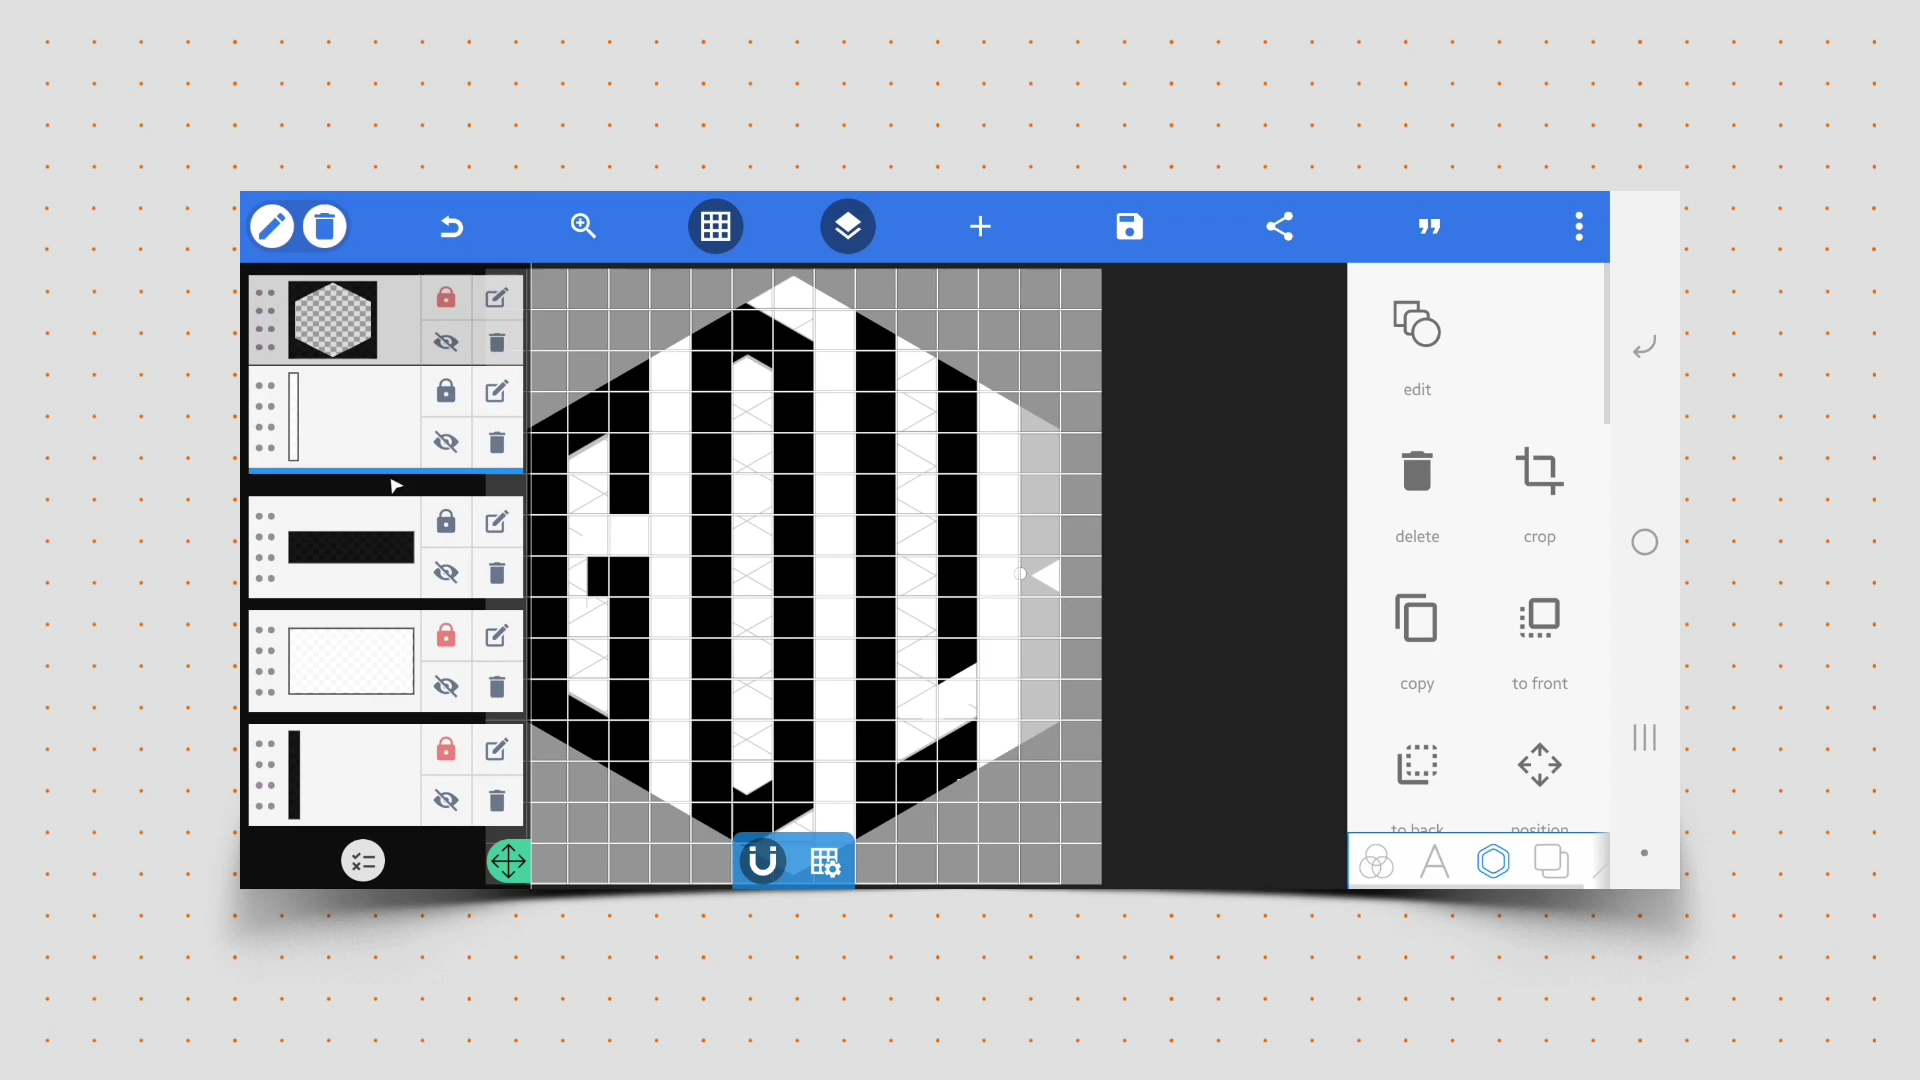 edit
delete
crop
copy
to front
to back
position